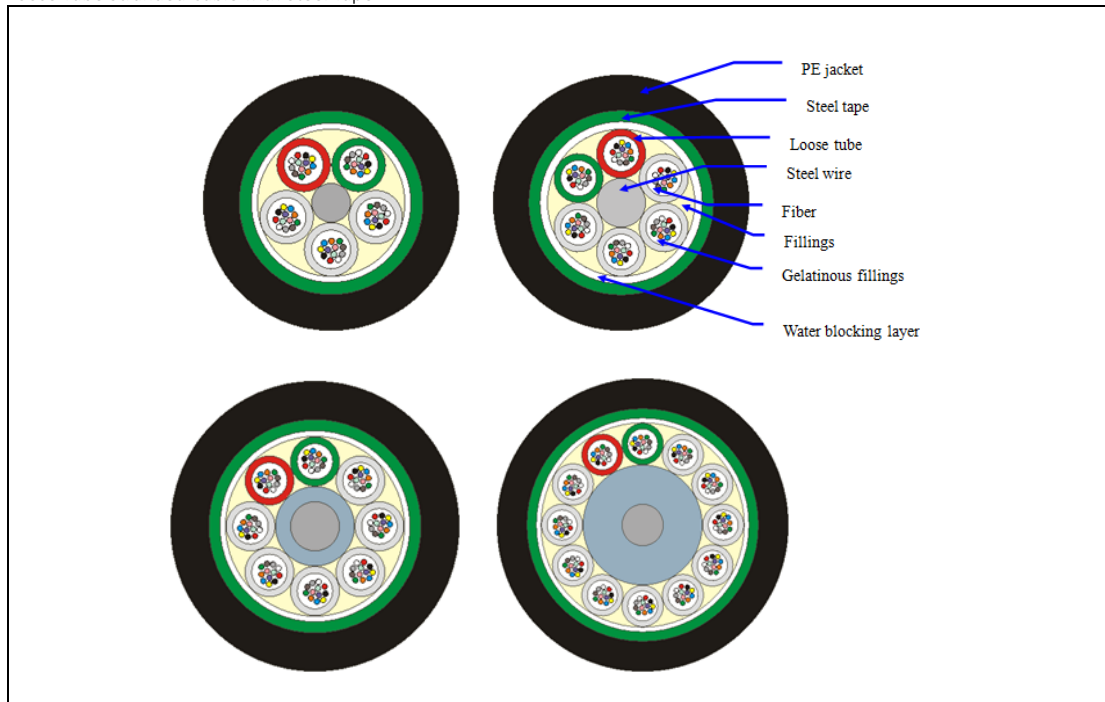 PE jacket
Steel tape
Loose tube
Steel wire
Fiber
Fillings
Gelatinous fillings
Water blocking layer